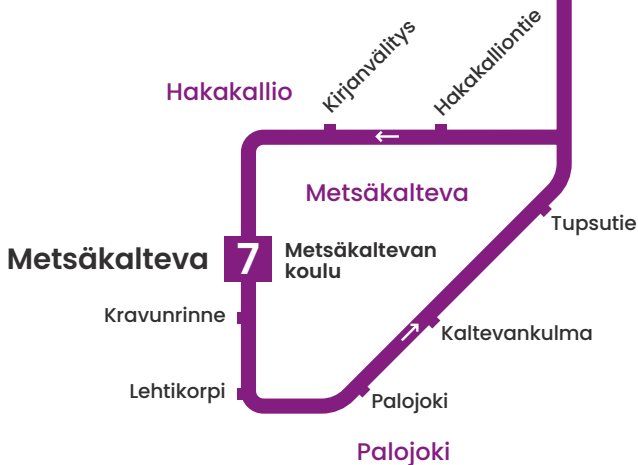 Hakakallio
Kirjanvälitys
Hakakalliontie
Metsäkalteva
Tupsutie
Metsäkalteva
7
Metsäkaltevan
koulu
Kravunrinne
Kaltevankulma
Lehtikorpi
Palojoki
Palojoki